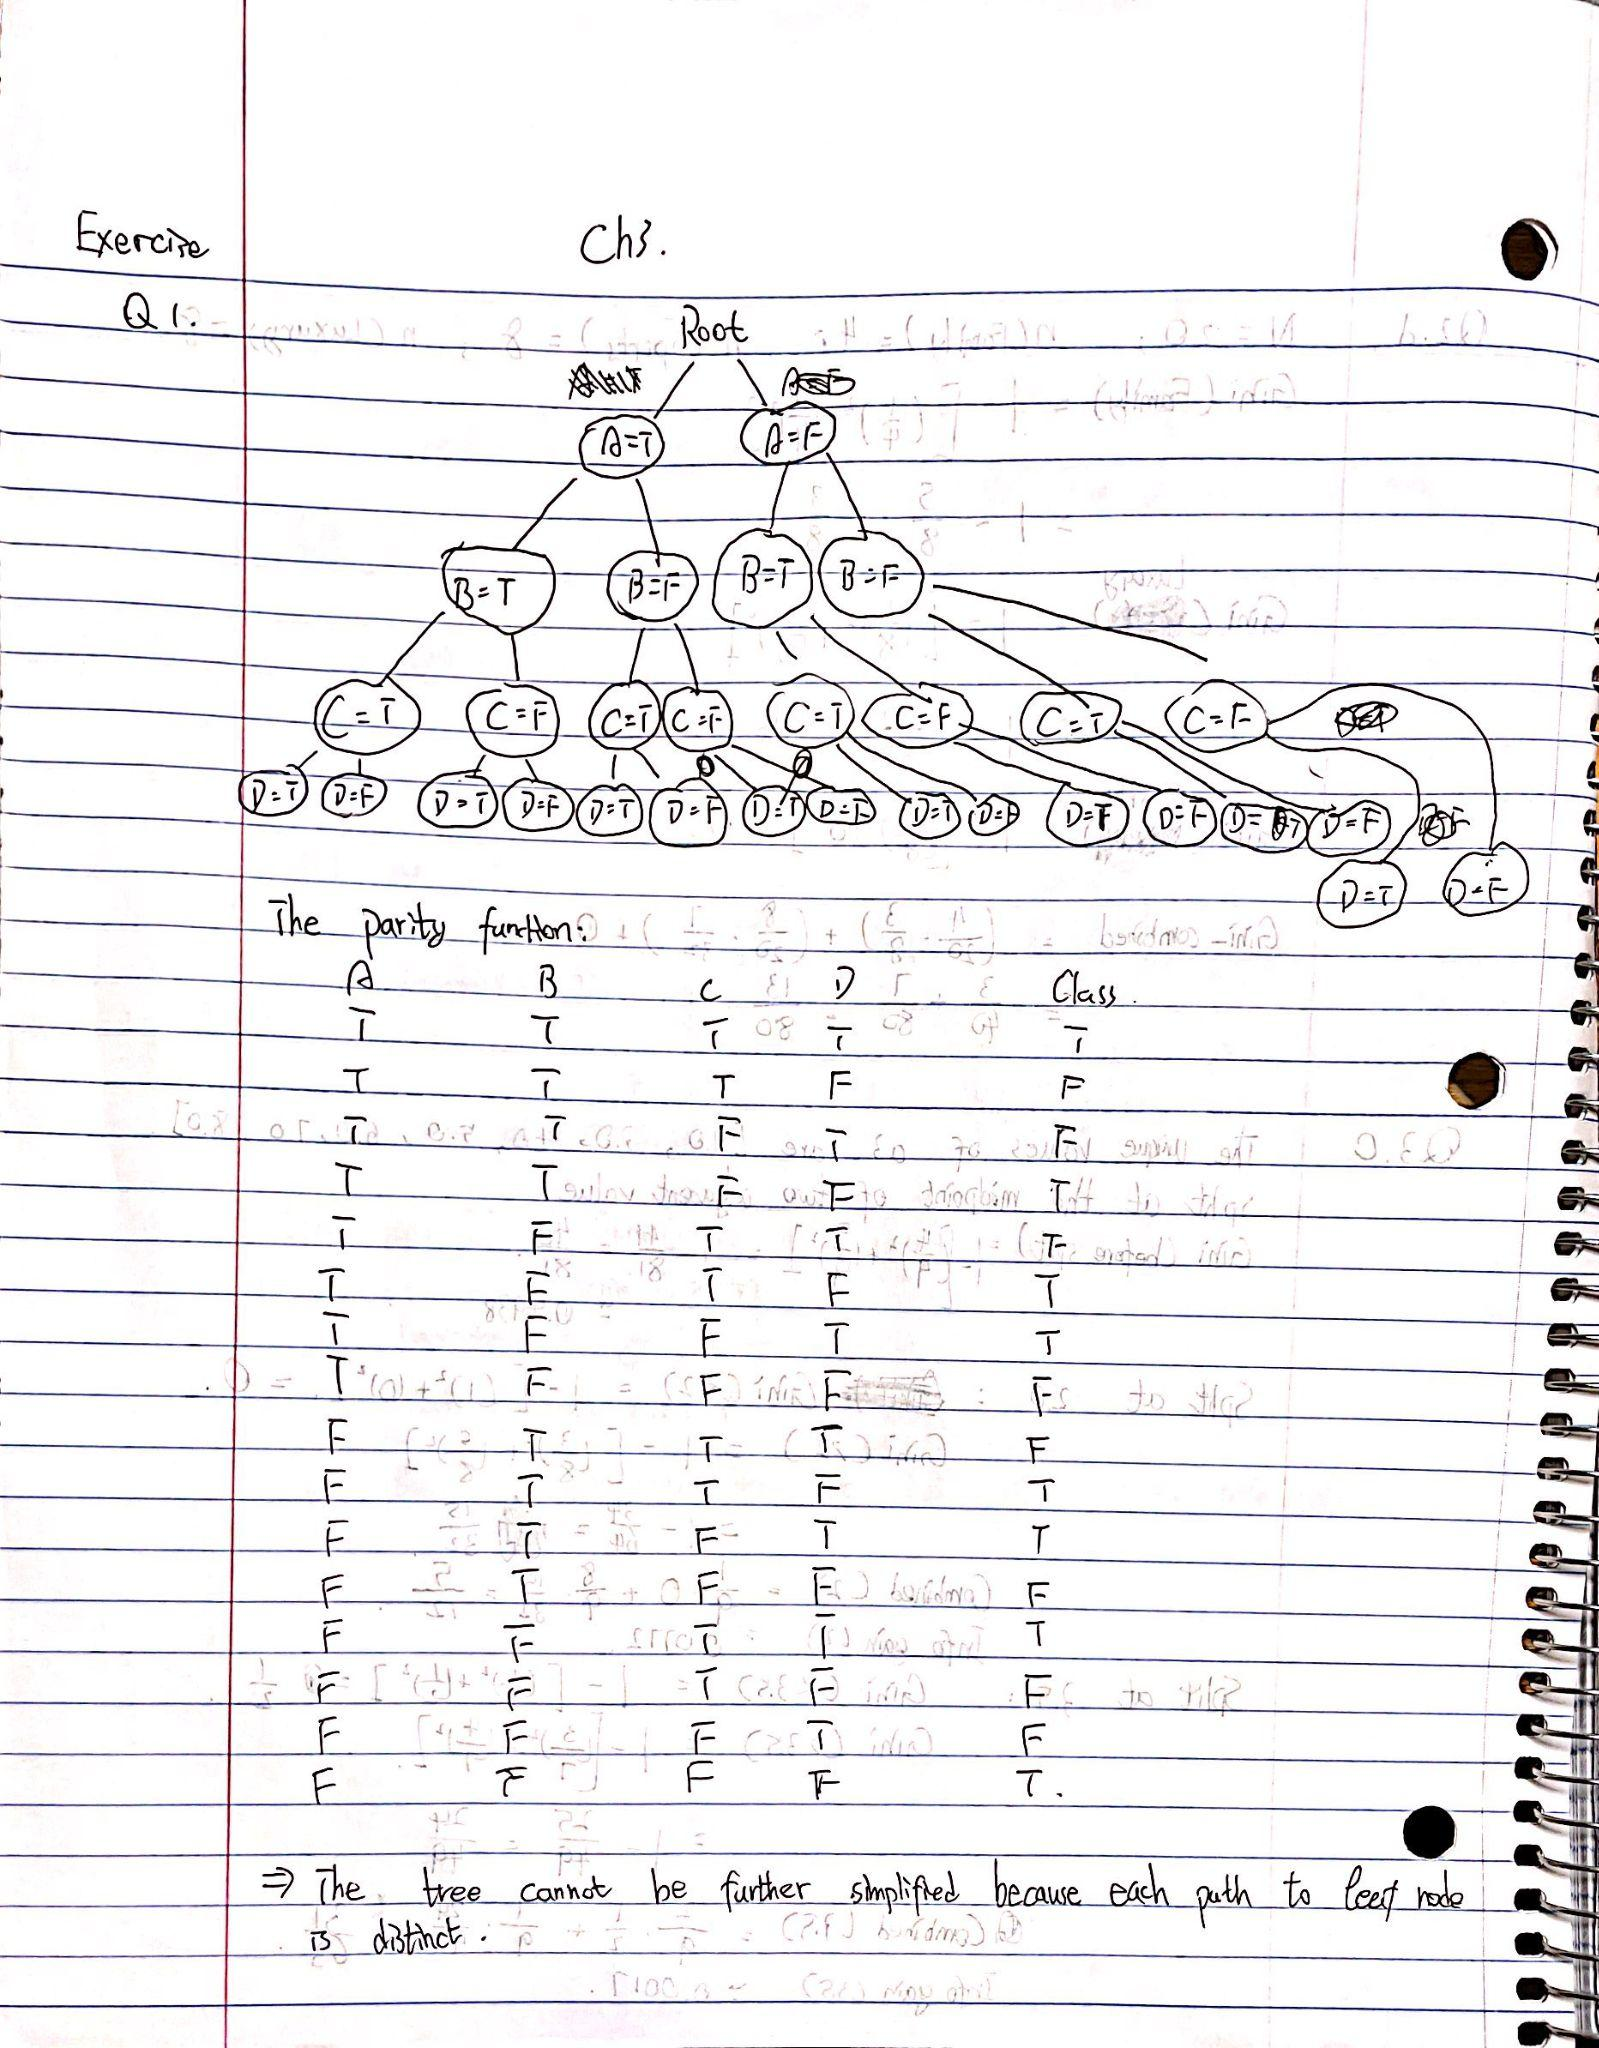 Exercise Ch3.
Q1. Root
A=T A=F
B=T B=F B=T B=F
C=T C=F C=T C=F C=T C=F C=T C=F
D=T D=F D=T D=F D=T D=F D=T D=F D=T D=F D=T D=F D=F
D=T D=F
The parity function:
A B C D Class.
T T T T T
T T T F F
T T F T F
T T F F T
T F T T F
T F T F T
T F F T T
T F F F F
F T T T F
F T T F T
F T F T T
F T F F F
F F T T T
F F T F F
F F F T F
F F F F T.
⇒ The tree cannot be further simplified because each path to leaf node
is distinct.